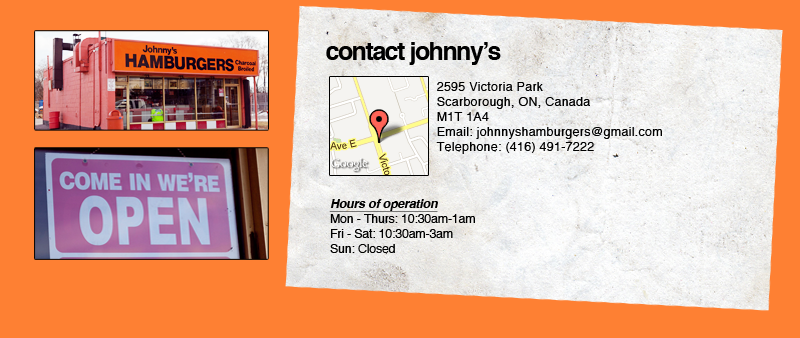 Johnny's
HAMBURGERS
Charcoal
Broiled
COME IN WE'RE
OPEN
contact johnny's
Ave E
Victo
Google
2595 Victoria Park
Scarborough, ON, Canada
M1T 1A4
Email: johnnyshamburgers@gmail.com
Telephone: (416) 491-7222
Hours of operation
Mon - Thurs: 10:30am-1am
Fri - Sat: 10:30am-3am
Sun: Closed